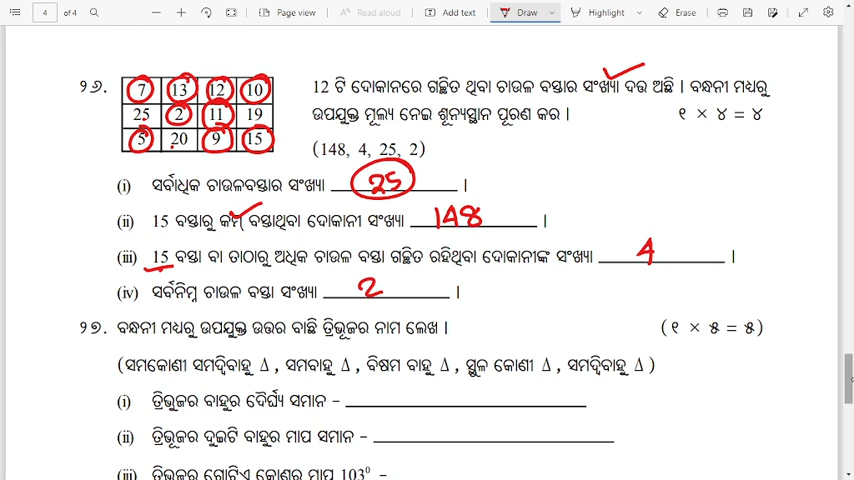 4 of 4 Page view Read aloud Add text Draw Highlight Erase
୨୬. 12 ଟି ଦୋକାନରେ ଗଚ୍ଛିତ ଥିବା ଚାଉଳ ବସ୍ତାର ସଂଖ୍ୟା ଦତ୍ତ ଅଛି । ବନ୍ଧନୀ ମଧ୍ୟରୁ
ଉପଯୁକ୍ତ ମୂଲ୍ୟ ନେଇ ଶୂନ୍ୟସ୍ଥାନ ପୂରଣ କର । ୧ × ୪ = ୪
7 13 12 10
25 2 11 19
5 20 9 15
(148, 4, 25, 2)
(i) ସର୍ବାଧିକ ଚାଉଳବସ୍ତାର ସଂଖ୍ୟା 25 ।
(ii) 15 ବସ୍ତାରୁ କମ୍ ବସ୍ତାଥିବା ଦୋକାନୀ ସଂଖ୍ୟା 148 ।
(iii) 15 ବସ୍ତା ବା ତାଠାରୁ ଅଧିକ ଚାଉଳ ବସ୍ତା ଗଚ୍ଛିତ ରହିଥିବା ଦୋକାନୀଙ୍କ ସଂଖ୍ୟା 4 ।
(iv) ସର୍ବନିମ୍ନ ଚାଉଳ ବସ୍ତା ସଂଖ୍ୟା 2 ।
୨୭. ବନ୍ଧନୀ ମଧ୍ୟରୁ ଉପଯୁକ୍ତ ଉତ୍ତର ବାଛି ତ୍ରିଭୂଜର ନାମ ଲେଖ । (୧ × ୫ = ୫)
(ସମକୋଣୀ ସମଦ୍ୱିବାହୁ Δ, ସମବାହୁ Δ, ବିଷମ ବାହୁ Δ, ସ୍ଥୁଳ କୋଣୀ Δ, ସମଦ୍ୱିବାହୁ Δ)
(i) ତ୍ରିଭୁଜର ବାହୁର ଦୈର୍ଘ୍ୟ ସମାନ –
(ii) ତ୍ରିଭୂଜର ଦୁଇଟି ବାହୁର ମାପ ସମାନ –
(iii) ତ୍ରିଭୂଜର ଗୋଟିଏ କୋଣର ମାପ 103⁰ –